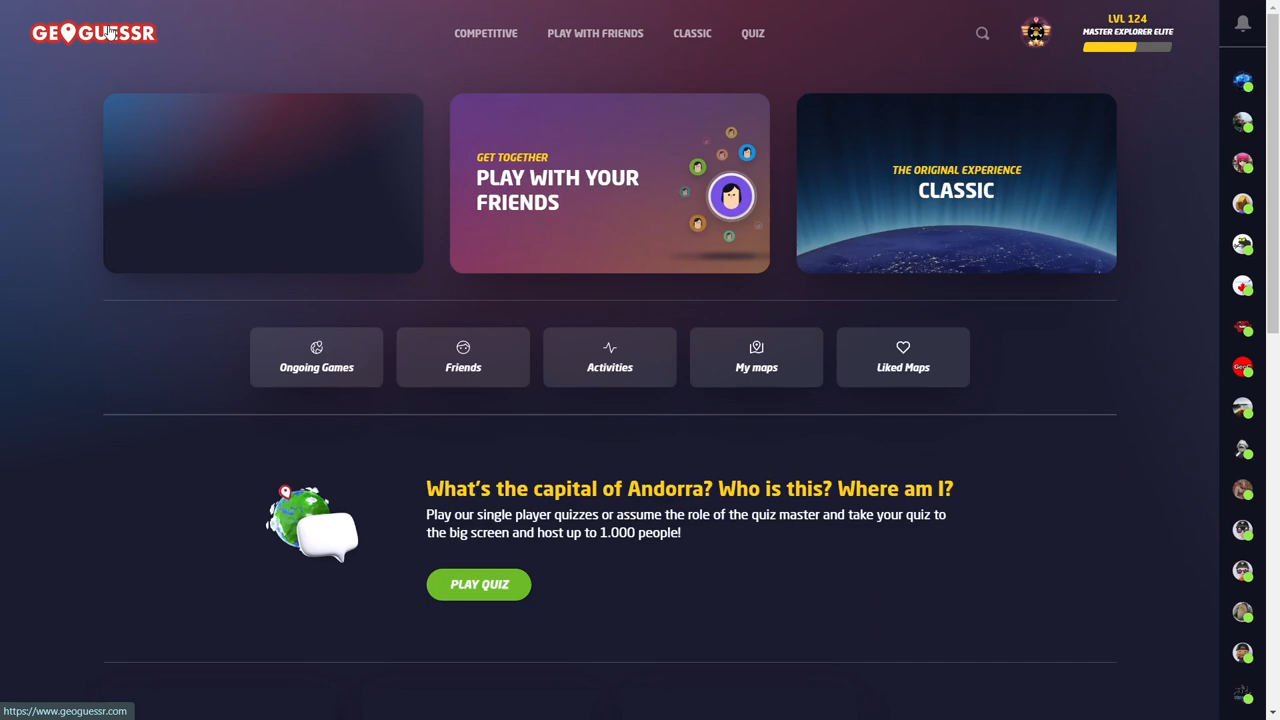 GEOGUESSR
COMPETITIVE
PLAY WITH FRIENDS
CLASSIC
QUIZ
LVL 124
MASTER EXPLORER ELITE
GET TOGETHER
PLAY WITH YOUR
FRIENDS
THE ORIGINAL EXPERIENCE
CLASSIC
Ongoing Games
Friends
Activities
My maps
Liked Maps
What's the capital of Andorra? Who is this? Where am I?
Play our single player quizzes or assume the role of the quiz master and take your quiz to
the big screen and host up to 1.000 people!
PLAY QUIZ
https://www.geoguessr.com